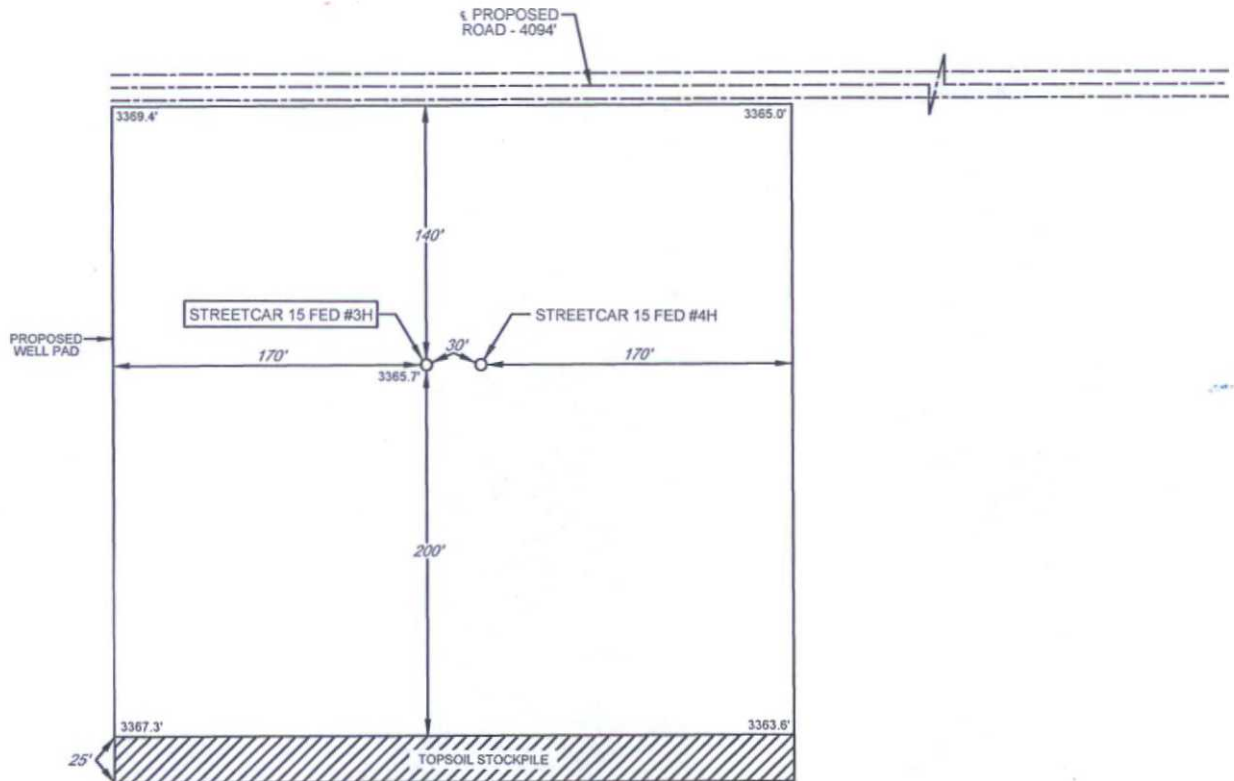 ℄ PROPOSED
ROAD - 4094'
3369.4'
3365.0'
140'
STREETCAR 15 FED #3H
STREETCAR 15 FED #4H
PROPOSED
WELL PAD
170'
30'
170'
3365.7'
200'
3367.3'
3363.6'
25'
TOPSOIL STOCKPILE